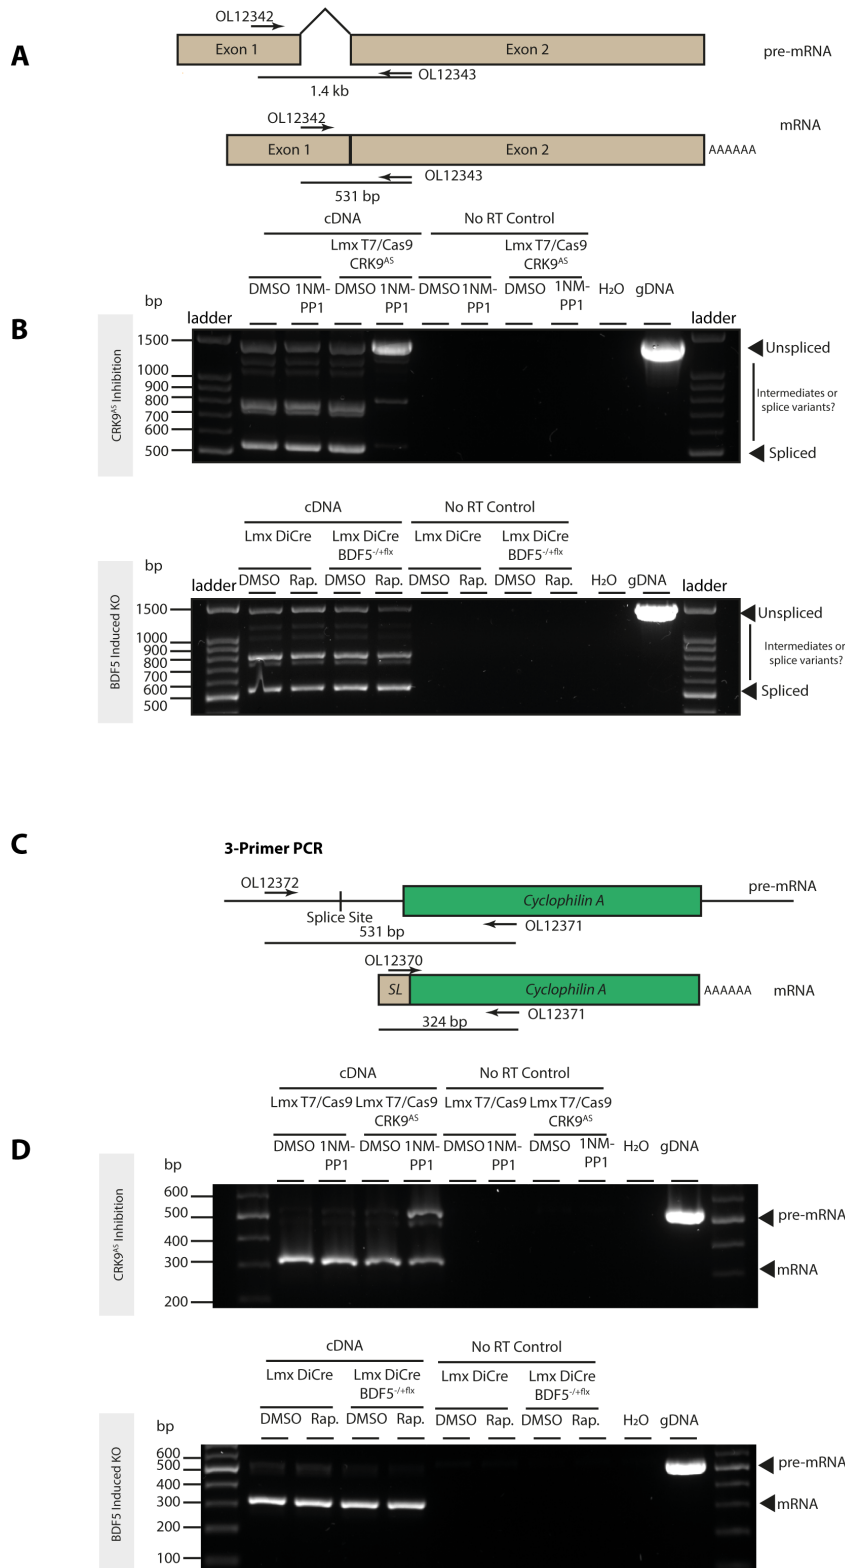 A
OL12342
Exon 1
Exon 2
pre-mRNA
OL12343
1.4 kb
OL12342
mRNA
Exon 1
Exon 2
AAAAAA
OL12343
531 bp
cDNA
No RT Control
Lmx T7/Cas9
CRK9AS
Lmx T7/Cas9
CRK9AS
DMSO
1NM-
PP1
DMSO
1NM-
PP1
DMSO
1NM-
PP1
DMSO
1NM-
PP1
H₂O
gDNA
bp
ladder
ladder
B
CRK9AS Inhibition
1500
1000
900
800
700
600
500
Unspliced
Intermediates or
splice variants?
Spliced
cDNA
No RT Control
Lmx DiCre
Lmx DiCre
BDF5-/+flx
Lmx DiCre
Lmx DiCre
BDF5-/+flx
bp
ladder
DMSO
Rap.
DMSO
Rap.
DMSO
Rap.
DMSO
Rap.
H₂O
gDNA
ladder
BDF5 Induced KO
1500
1000
900
800
700
600
500
Unspliced
Intermediates or
splice variants?
Spliced
C
3-Primer PCR
OL12372
Splice Site
Cyclophilin A
pre-mRNA
OL12371
531 bp
OL12370
SL
Cyclophilin A
AAAAAA
mRNA
OL12371
324 bp
cDNA
No RT Control
Lmx T7/Cas9
Lmx T7/Cas9
CRK9AS
Lmx T7/Cas9
Lmx T7/Cas9
CRK9AS
DMSO
1NM-
PP1
DMSO
1NM-
PP1
DMSO
1NM-
PP1
DMSO
1NM-
PP1
H₂O
gDNA
D
bp
CRK9AS Inhibition
600
500
400
300
200
pre-mRNA
mRNA
cDNA
No RT Control
Lmx DiCre
Lmx DiCre
BDF5-/+flx
Lmx DiCre
Lmx DiCre
BDF5-/+flx
bp
DMSO
Rap.
DMSO
Rap.
DMSO
Rap.
DMSO
Rap.
H₂O
gDNA
BDF5 Induced KO
600
500
400
300
200
100
pre-mRNA
mRNA